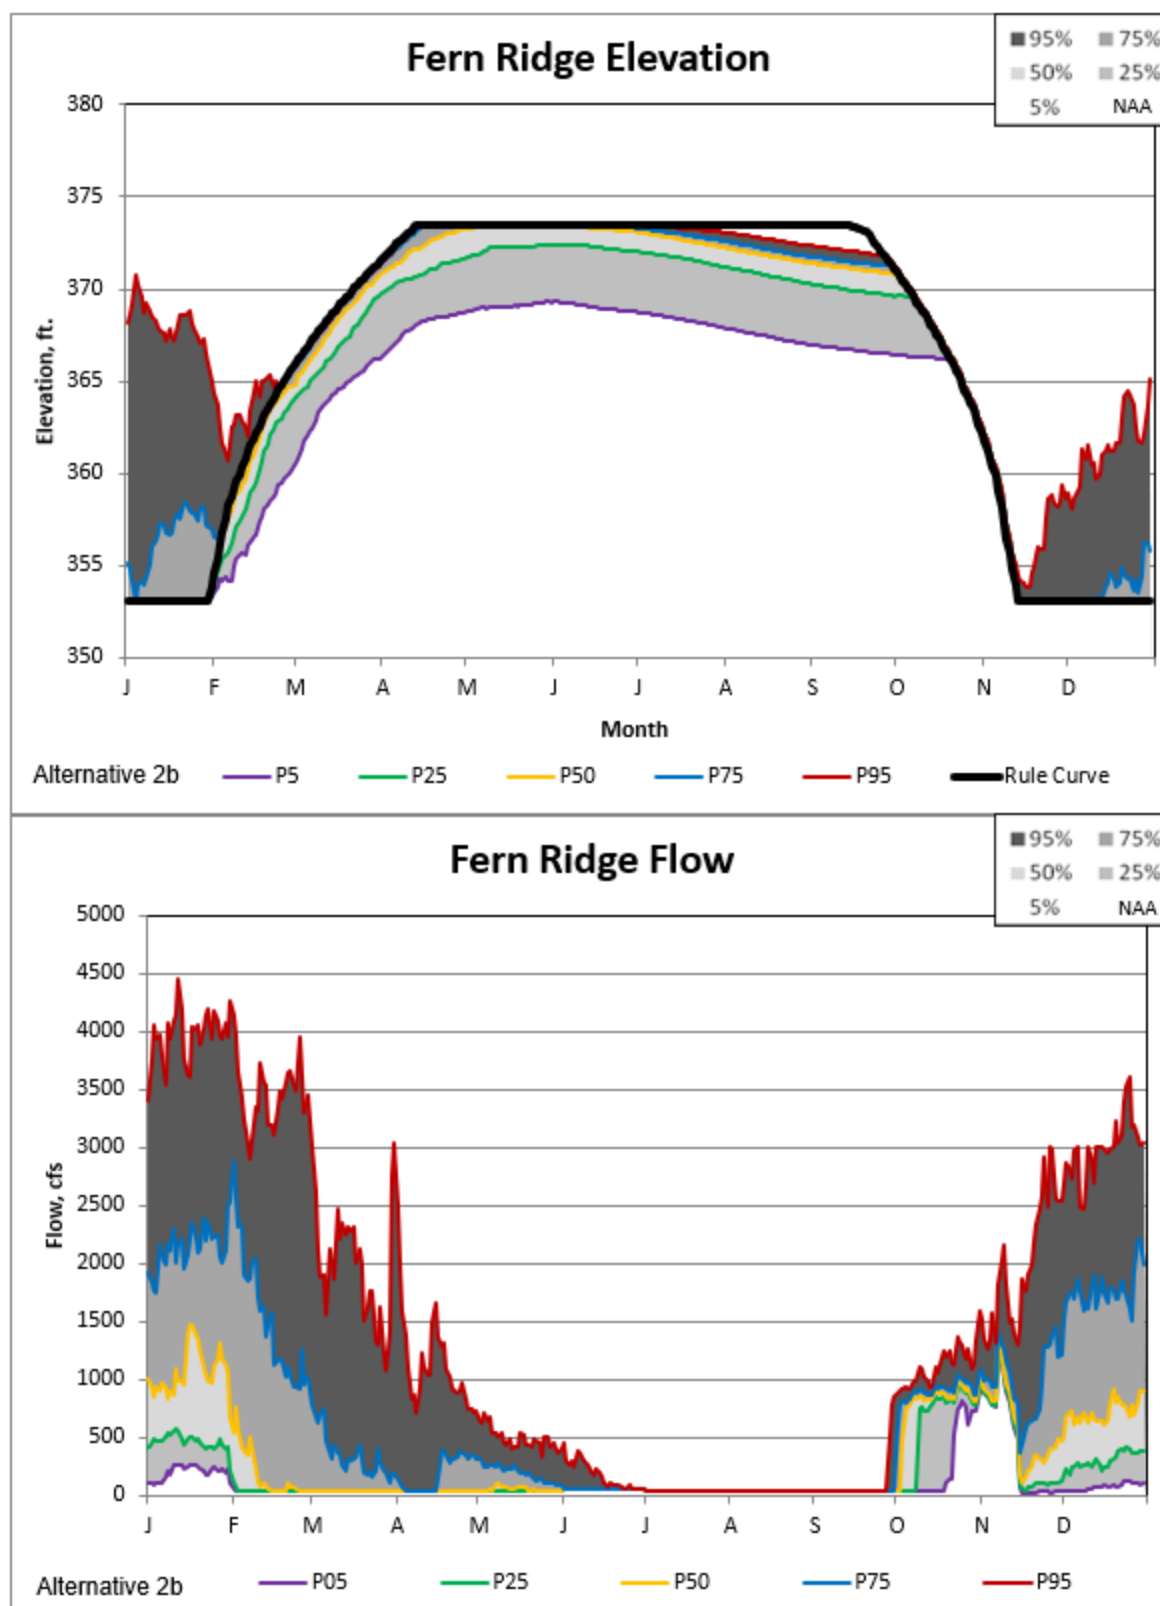 Fern Ridge Elevation
95% 75%
50% 25%
5% NAA
380
375
370
365
360
355
350
Elevation, ft.
J F M A M J J A S O N D
Month
Alternative 2b P5 P25 P50 P75 P95 Rule Curve
Fern Ridge Flow
95% 75%
50% 25%
5% NAA
5000
4500
4000
3500
3000
2500
2000
1500
1000
500
0
Flow, cfs
J F M A M J J A S O N D
Alternative 2b P05 P25 P50 P75 P95